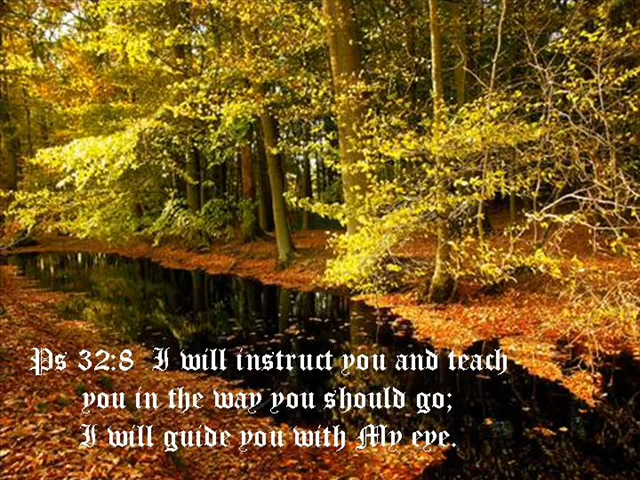 Ps 32:8 I will instruct you and teach
you in the way you should go;
I will guide you with My eye.